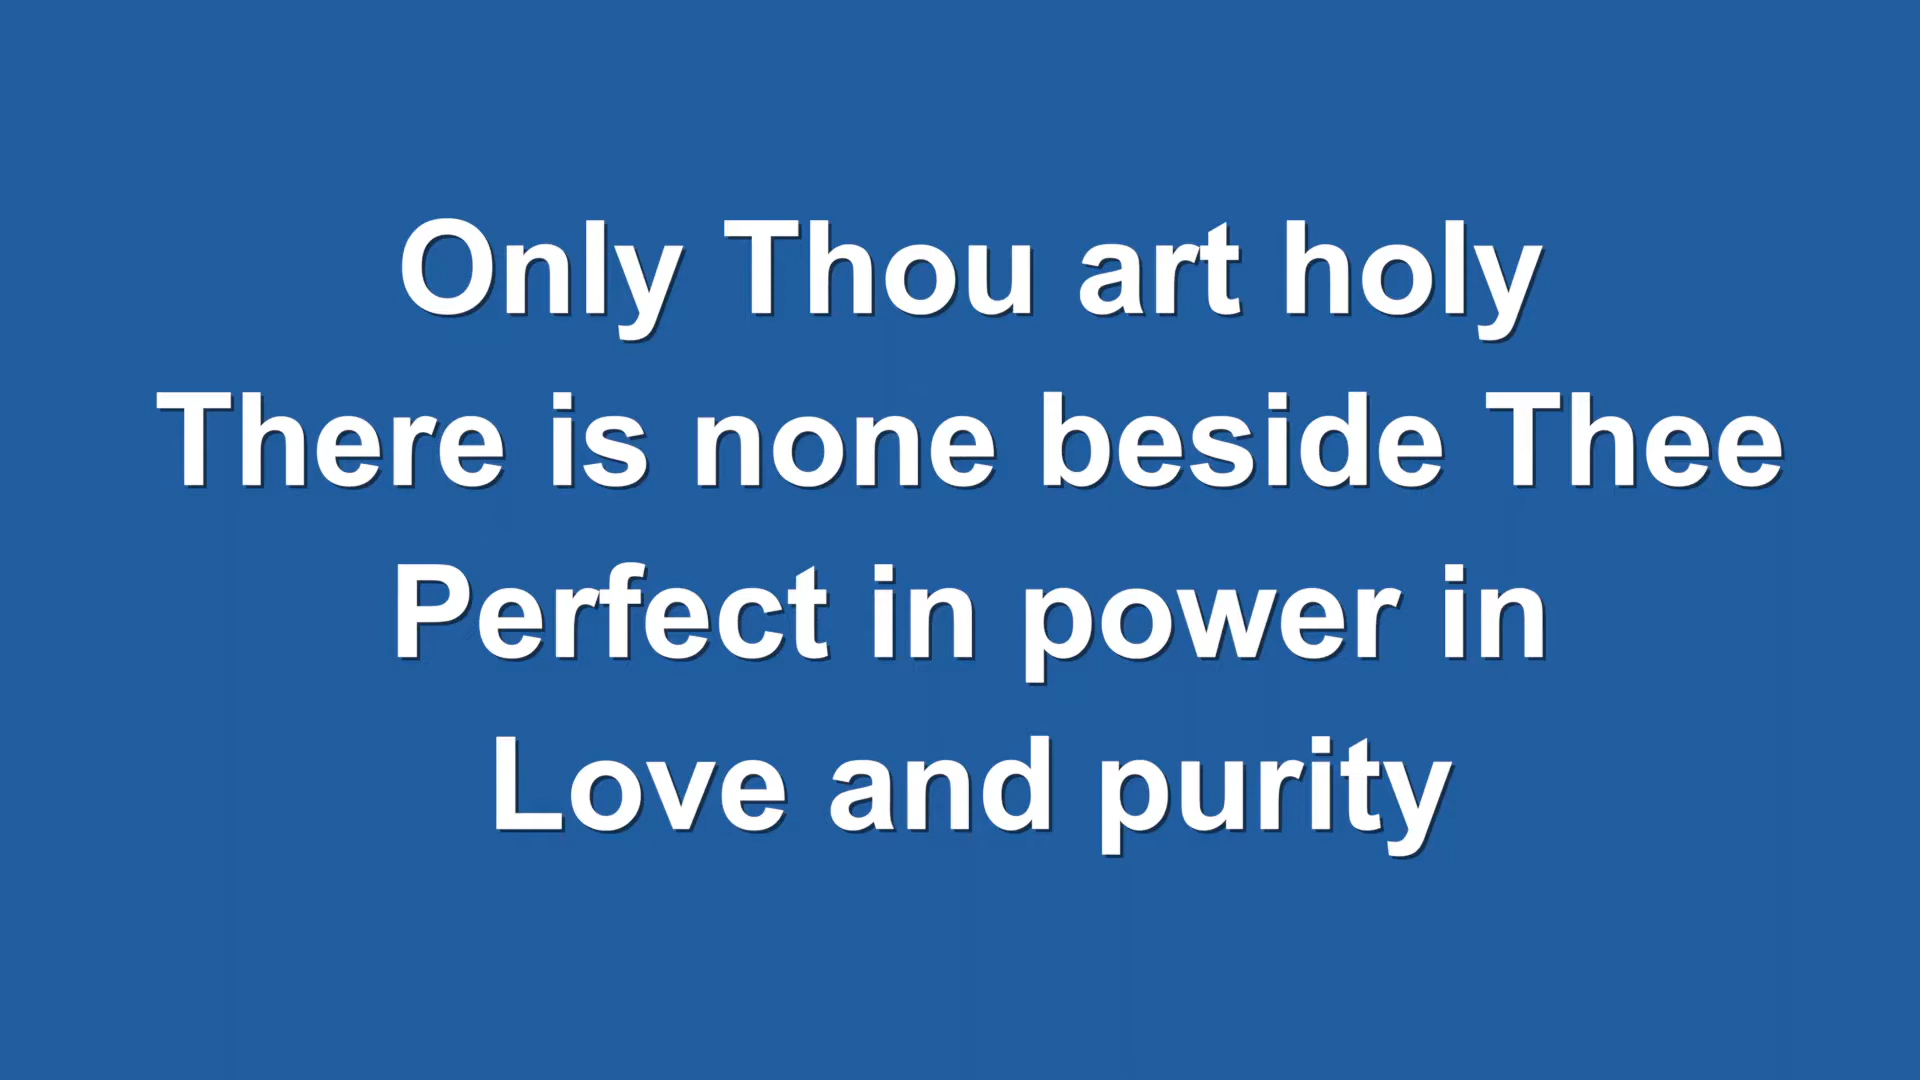 Only Thou art holy
There is none beside Thee
Perfect in power in
Love and purity